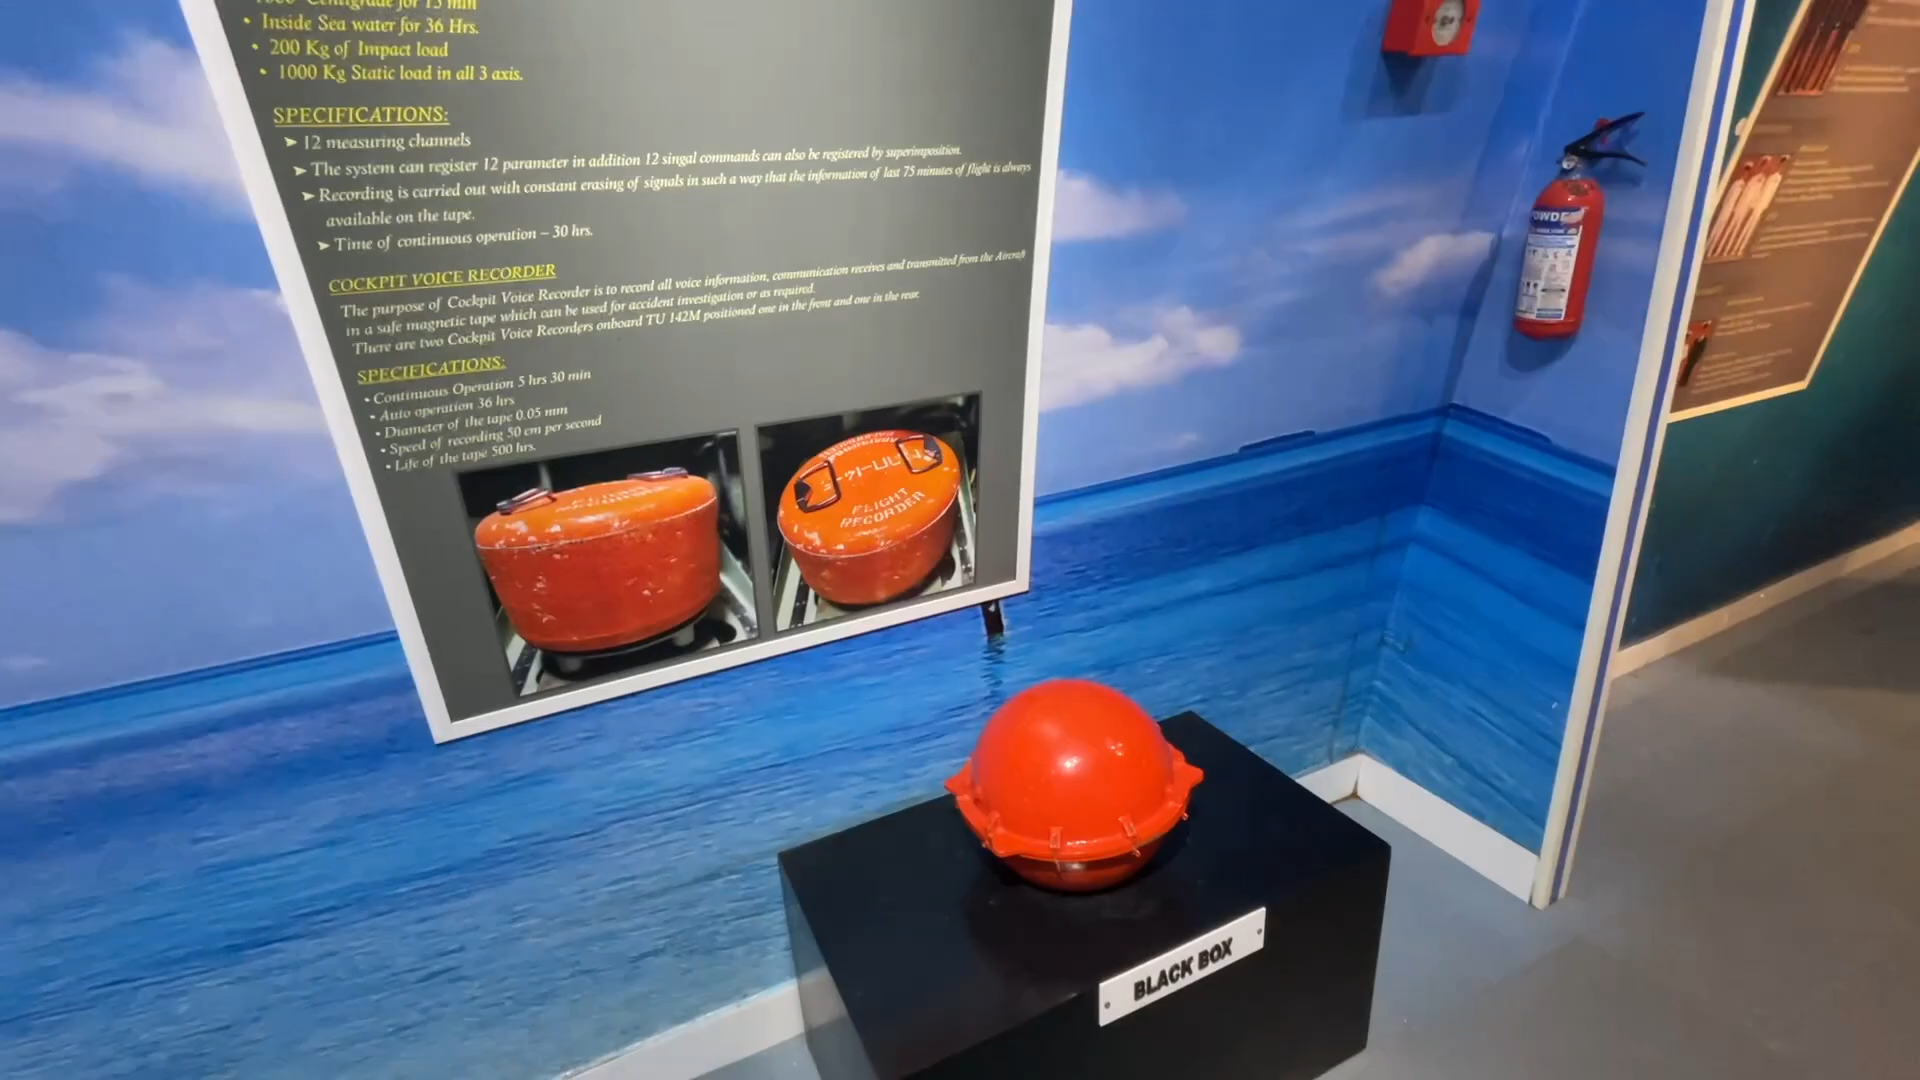 1000° Centigrade for 15 min
• Inside Sea water for 36 Hrs.
• 200 Kg of Impact load
• 1000 Kg Static load in all 3 axis.
SPECIFICATIONS:
➤ 12 measuring channels
➤ The system can register 12 parameter in addition 12 singal commands can also be registered by superimposition.
➤ Recording is carried out with constant erasing of signals in such a way that the information of last 75 minutes of flight is always
available on the tape.
➤ Time of continuous operation – 30 hrs.
COCKPIT VOICE RECORDER
The purpose of Cockpit Voice Recorder is to record all voice information, communication receives and transmitted from the Aircraft
in a safe magnetic tape which can be used for accident investigation or as required.
There are two Cockpit Voice Recorders onboard TU 142M positioned one in the front and one in the rear.
SPECIFICATIONS:
• Continuous Operation 5 hrs 30 min
• Auto operation 36 hrs
• Diameter of the tape 0.05 mm
• Speed of recording 50 cm per second
• Life of the tape 500 hrs.
FLIGHT
RECORDER
BLACK BOX